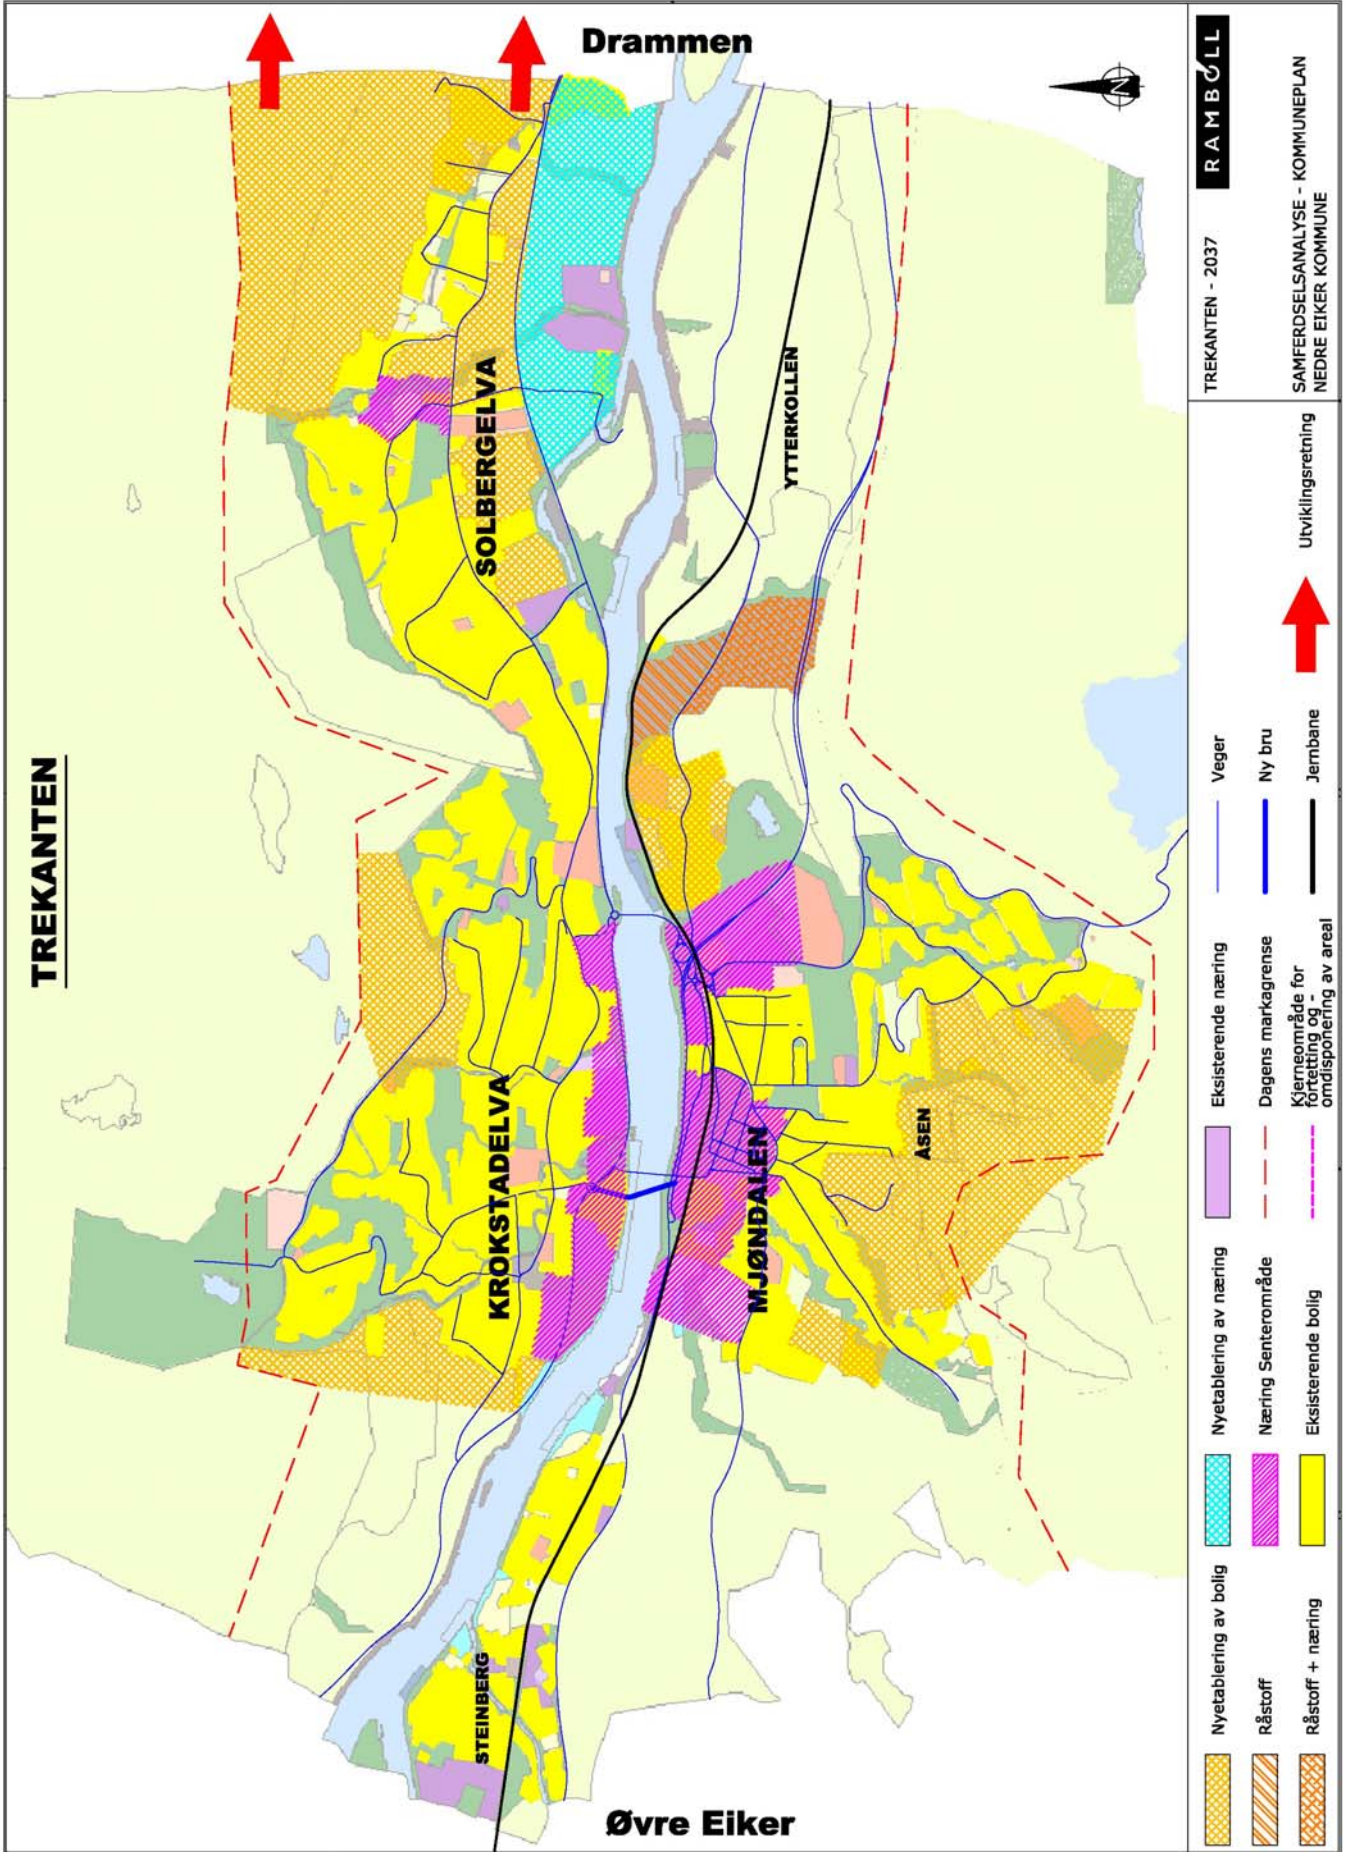 TREKANTEN
Drammen
SOLBERGELVA
YTTERKOLLEN
KROKSTADELVA
MJØNDALEN
ÅSEN
STEINBERG
Øvre Eiker
N
Nyetablering av bolig
Råstoff
Råstoff + næring
Nyetablering av næring
Næring Senterområde
Eksisterende bolig
Eksisterende næring
Dagens markagrense
Kjerneområde for
fortetting og -
omdisponering av areal
Veger
Ny bru
Jernbane
Utviklingsretning
TREKANTEN - 2037
RAMBØLL
SAMFERDSELSANALYSE - KOMMUNEPLAN
NEDRE EIKER KOMMUNE